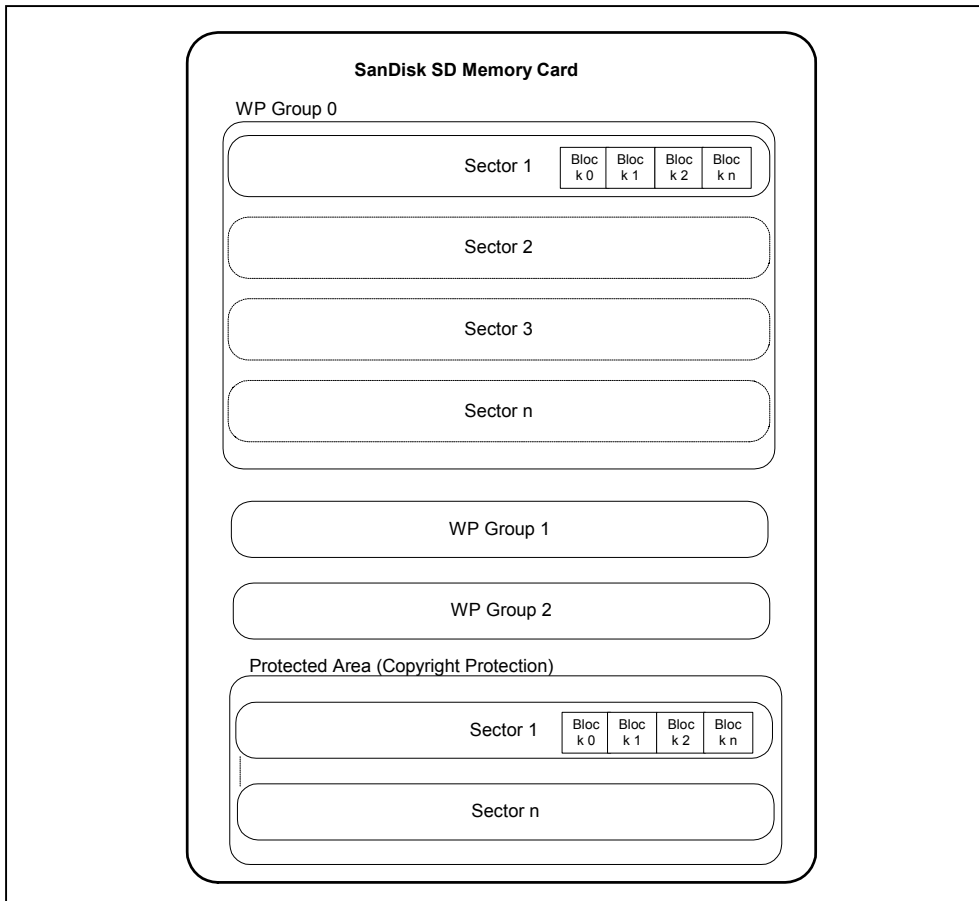 SanDisk SD Memory Card
WP Group 0
Sector 1
Bloc Bloc Bloc Bloc
k 0 k 1 k 2 k n
Sector 2
Sector 3
Sector n
WP Group 1
WP Group 2
Protected Area (Copyright Protection)
Sector 1
Bloc Bloc Bloc Bloc
k 0 k 1 k 2 k n
Sector n